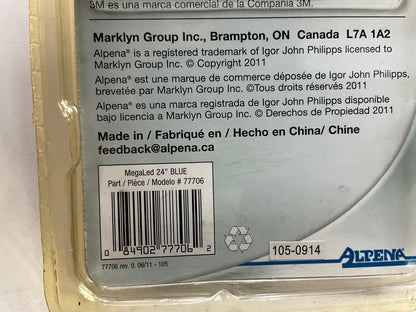 3M es una marca comercial de la Compañia 3M.
Marklyn Group Inc., Brampton, ON Canada L7A 1A2
Alpena® is a registered trademark of Igor John Philipps licensed to
Marklyn Group Inc. © Copyright 2011
Alpena® est une marque de commerce déposée de Igor John Philipps,
brevetée par Marklyn Group Inc. ©Tous droits réservés 2011
Alpena® es una marca registrada de Igor John Philipps disponible
bajo licencia a Marklyn Group Inc. © Derechos de Propiedad 2011
Made in / Fabriqué en / Hecho en China/ Chine
feedback@alpena.ca
MegaLed 24" BLUE
Part / Pièce / Modelo # 77706
0 84902 77706 2
77706 rev. 0. 06/11 - 105
105-0914
ALPENA®